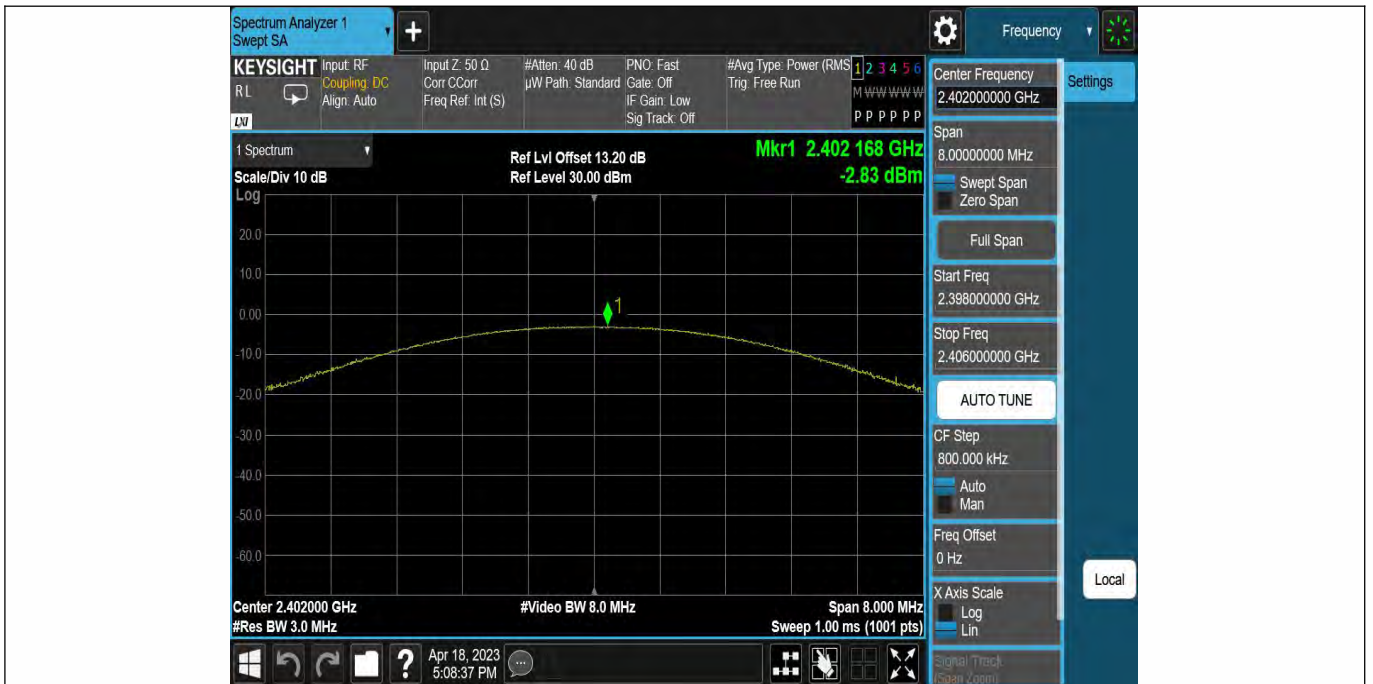 Spectrum Analyzer 1
Swept SA
+
Frequency
KEYSIGHT
RL
LXI
Input: RF
Coupling: DC
Align: Auto
Input Z: 50 Ω
Corr CCorr
Freq Ref: Int (S)
#Atten: 40 dB
µW Path: Standard
PNO: Fast
Gate: Off
IF Gain: Low
Sig Track: Off
#Avg Type: Power (RMS
Trig: Free Run
1 2 3 4 5 6
M W W W W W
P P P P P P
1 Spectrum
Scale/Div 10 dB
Ref Lvl Offset 13.20 dB
Ref Level 30.00 dBm
Mkr1 2.402 168 GHz
-2.83 dBm
Log
20.0
10.0
0.00
-10.0
-20.0
-30.0
-40.0
-50.0
-60.0
1
Center 2.402000 GHz
#Res BW 3.0 MHz
#Video BW 8.0 MHz
Span 8.000 MHz
Sweep 1.00 ms (1001 pts)
?
Apr 18, 2023
5:08:37 PM
Center Frequency
2.402000000 GHz
Span
8.00000000 MHz
Swept Span
Zero Span
Full Span
Start Freq
2.398000000 GHz
Stop Freq
2.406000000 GHz
AUTO TUNE
CF Step
800.000 kHz
Auto
Man
Freq Offset
0 Hz
X Axis Scale
Log
Lin
Signal Track
(Span Zoom)
Settings
Local